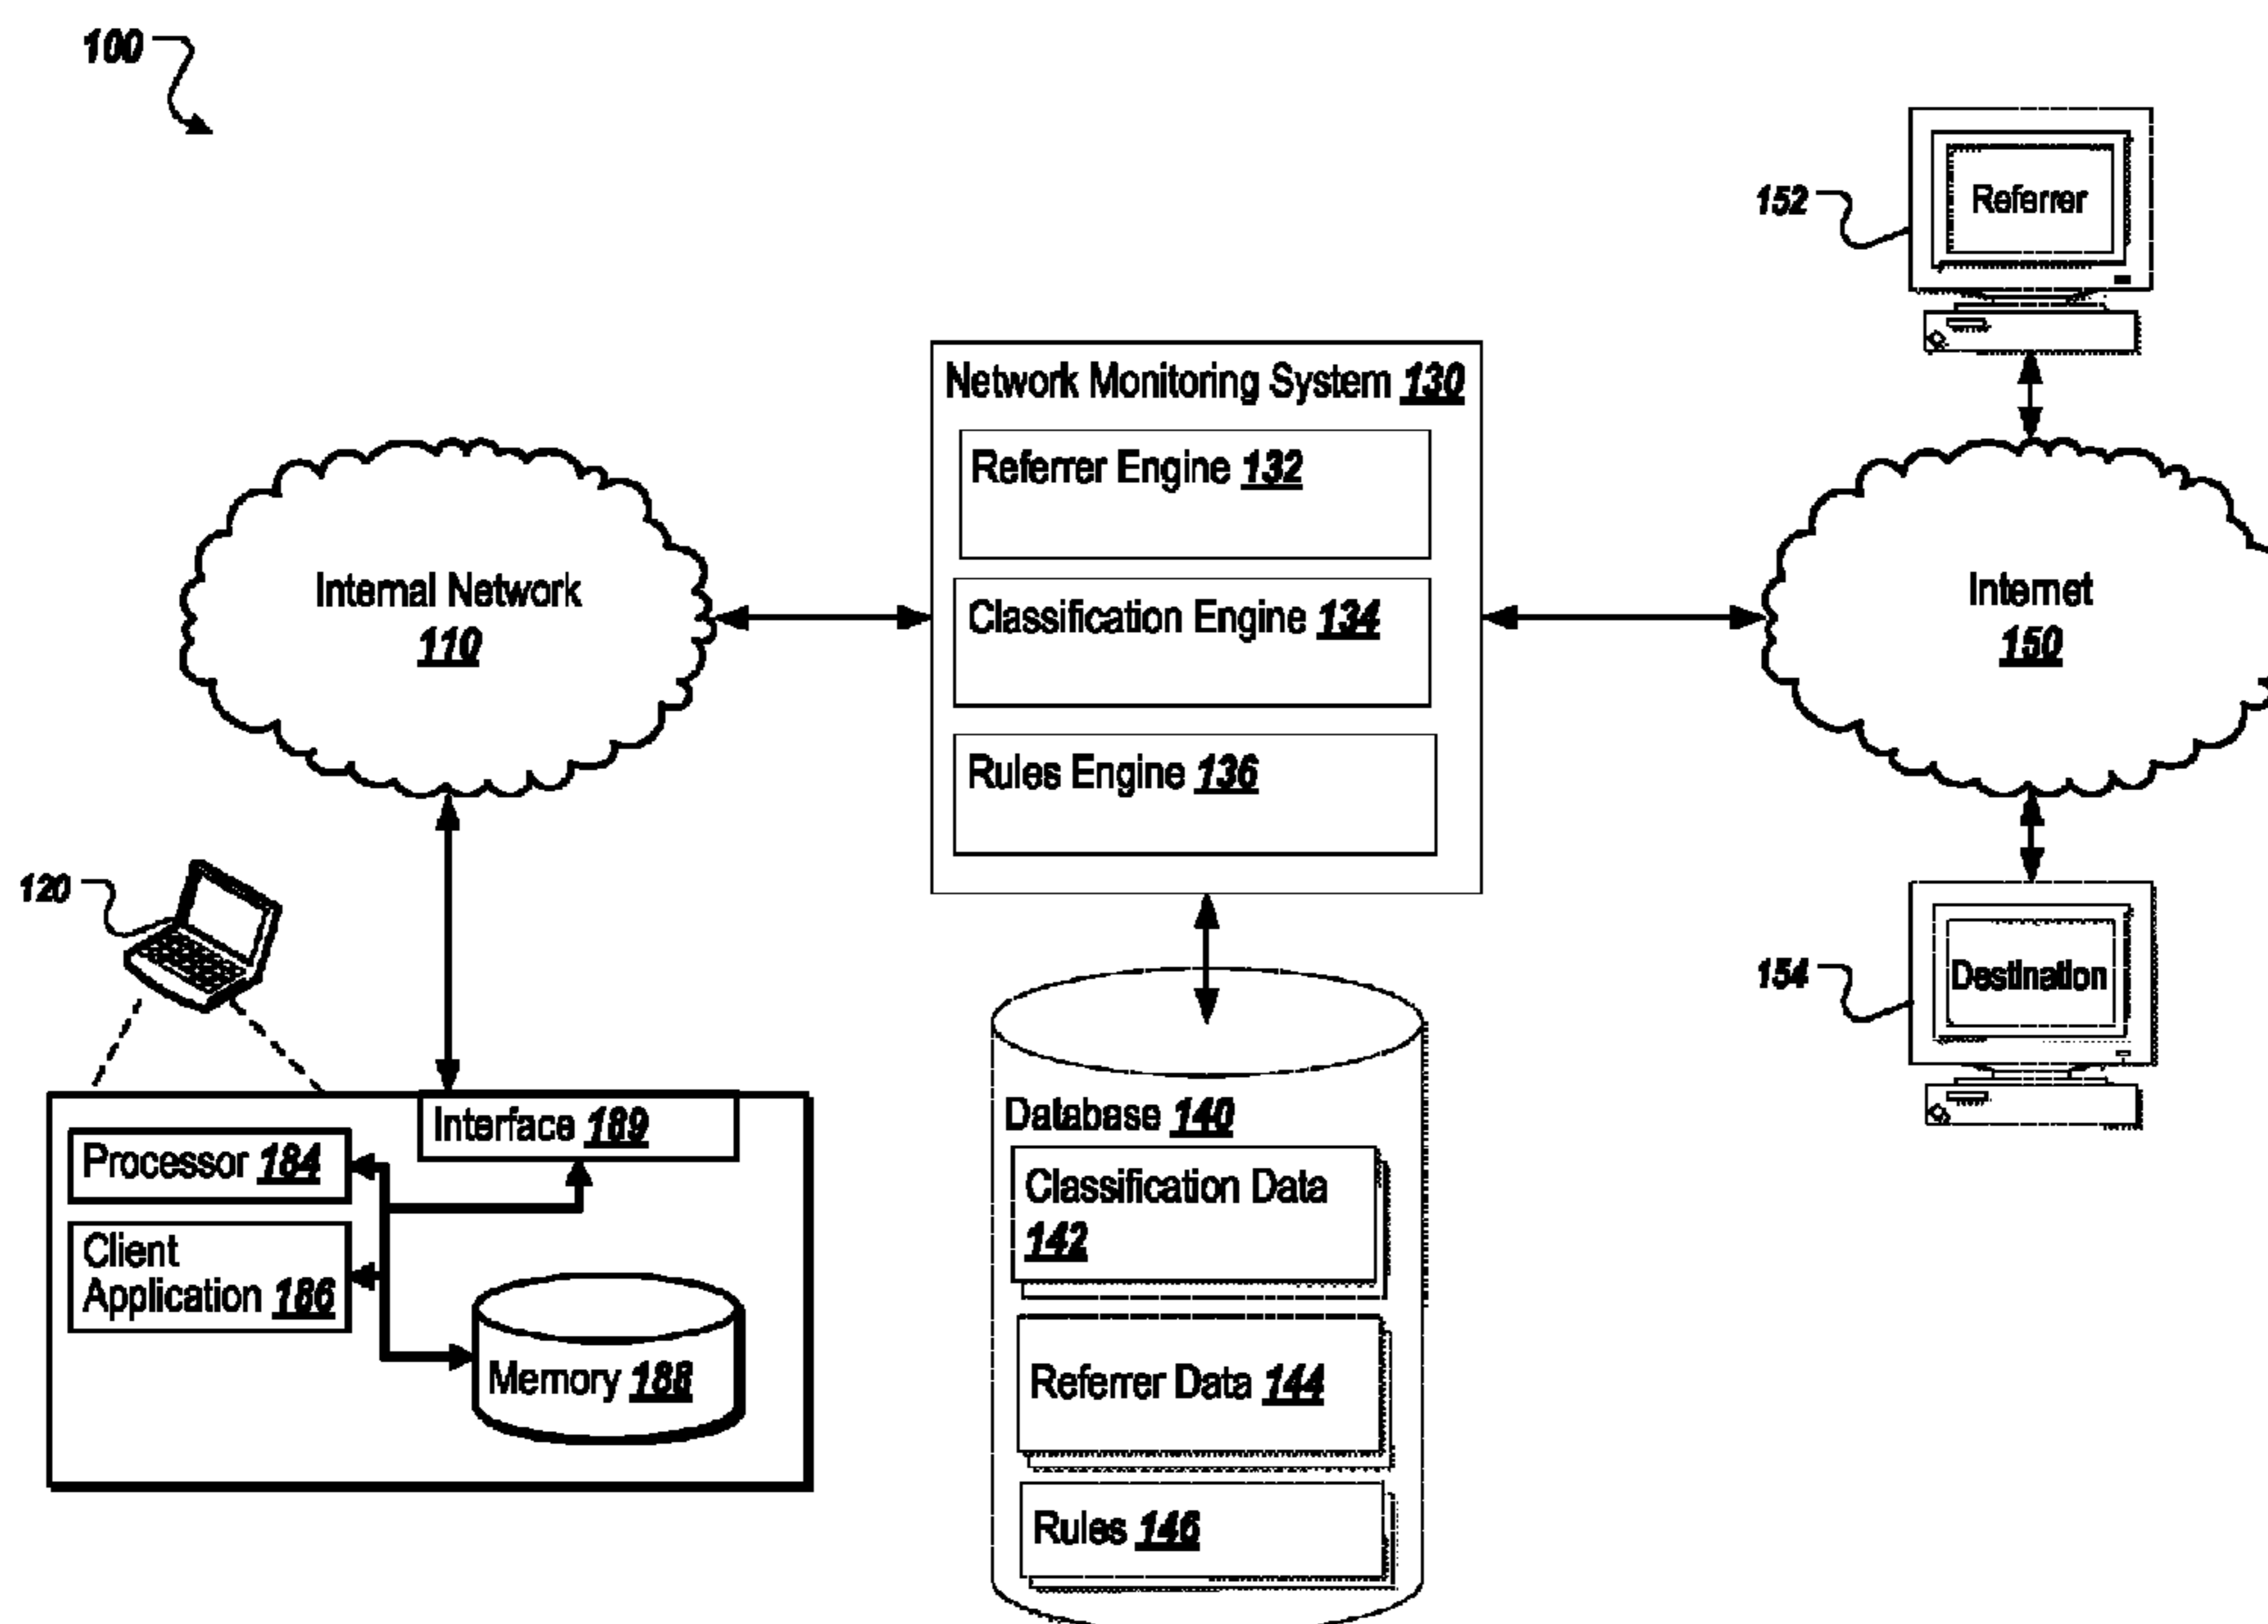 100
152
Referrer
Network Monitoring System 130
Referrer Engine 132
Classification Engine 134
Rules Engine 136
Internal Network
110
Internet
150
120
154
Destination
Interface 189
Processor 184
Client
Application 186
Memory 188
Database 140
Classification Data
142
Referrer Data 144
Rules 146